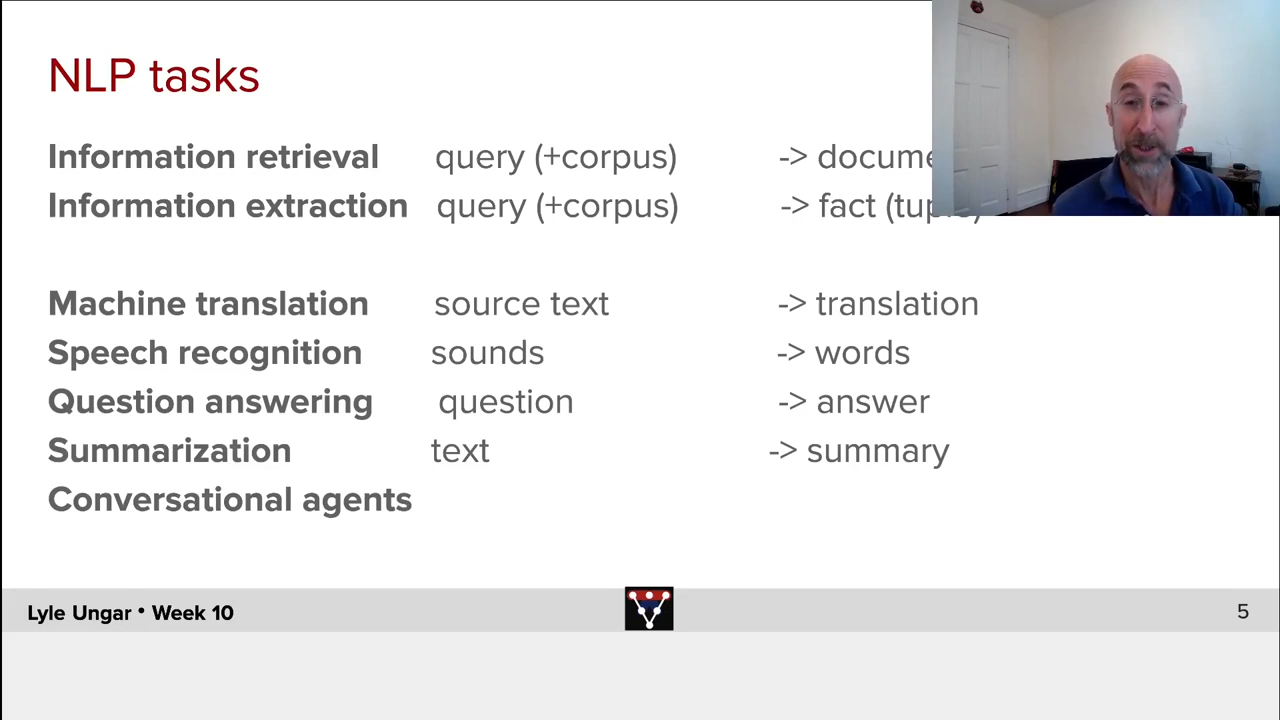 NLP tasks
Information retrieval query (+corpus) -> docume
Information extraction query (+corpus) -> fact (tup
Machine translation source text -> translation
Speech recognition sounds -> words
Question answering question -> answer
Summarization text -> summary
Conversational agents
Lyle Ungar • Week 10 5